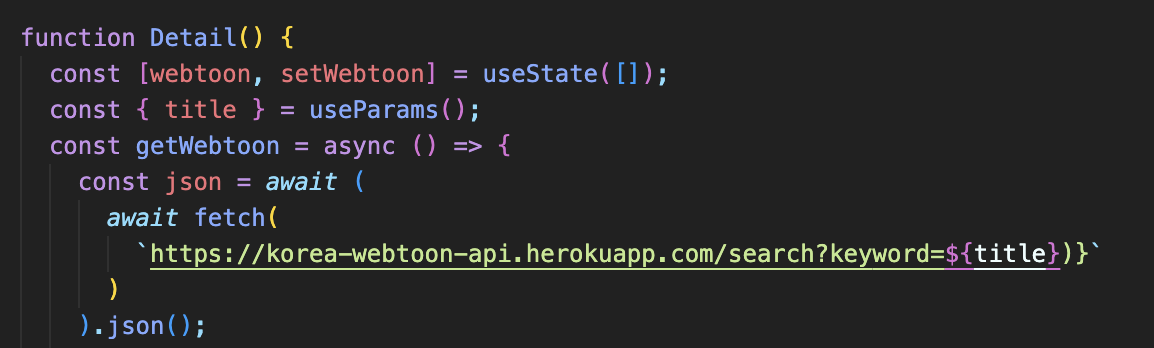 function Detail() {
const [webtoon, setWebtoon] = useState([]);
const { title } = useParams();
const getWebtoon = async () => {
const json = await (
await fetch(
`https://korea-webtoon-api.herokuapp.com/search?keyword=${title})}`
)
).json();